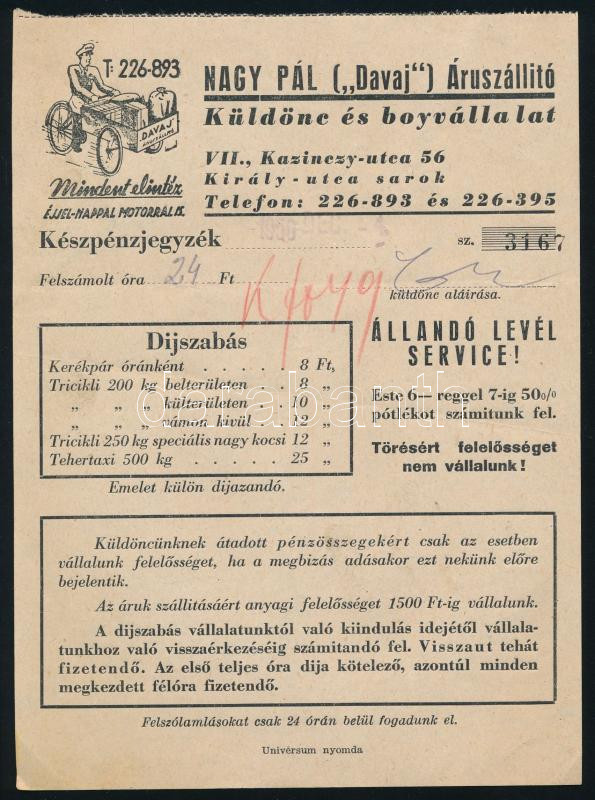 T: 226-893
DAVAJ
ÁRUSZÁLLITÓ
Mindent elintéz
ÉJJEL-NAPPAL MOTORRAL IS.
NAGY PÁL („Davaj") Áruszállitó
Küldönc és boyvállalat
VII., Kazinczy-utca 56
Király-utca sarok
Telefon: 226-893 és 226-395
Készpénzjegyzék
sz. 3167
Felszámolt óra 24 Ft
küldönc aláirása.
Dijszabás
Kerékpár óránként . . . . . 8 Ft,
Tricikli 200 kg belterületen . . 8 „
„ „ „ külterületen . 10 „
„ „ „ vámon kivül . 12 „
Tricikli 250 kg speciális nagy kocsi 12 „
Tehertaxi 500 kg . . . . . 25 „
Emelet külön dijazandó.
ÁLLANDÓ LEVÉL
SERVICE!
Este 6— reggel 7-ig 50%
pótlékot számitunk fel.
Törésért felelősséget
nem vállalunk!
darabanth
Küldöncünknek átadott pénzösszegekért csak az esetben
vállalunk felelősséget, ha a megbizás adásakor ezt nekünk előre
bejelentik.
Az áruk szállitásáért anyagi felelősséget 1500 Ft-ig vállalunk.
A dijszabás vállalatunktól való kiindulás idejétől vállala-
tunkhoz való visszaérkezéséig számitandó fel. Visszaut tehát
fizetendő. Az első teljes óra dija kötelező, azontúl minden
megkezdett félóra fizetendő.
Felszólamlásokat csak 24 órán belül fogadunk el.
Univérsum nyomda